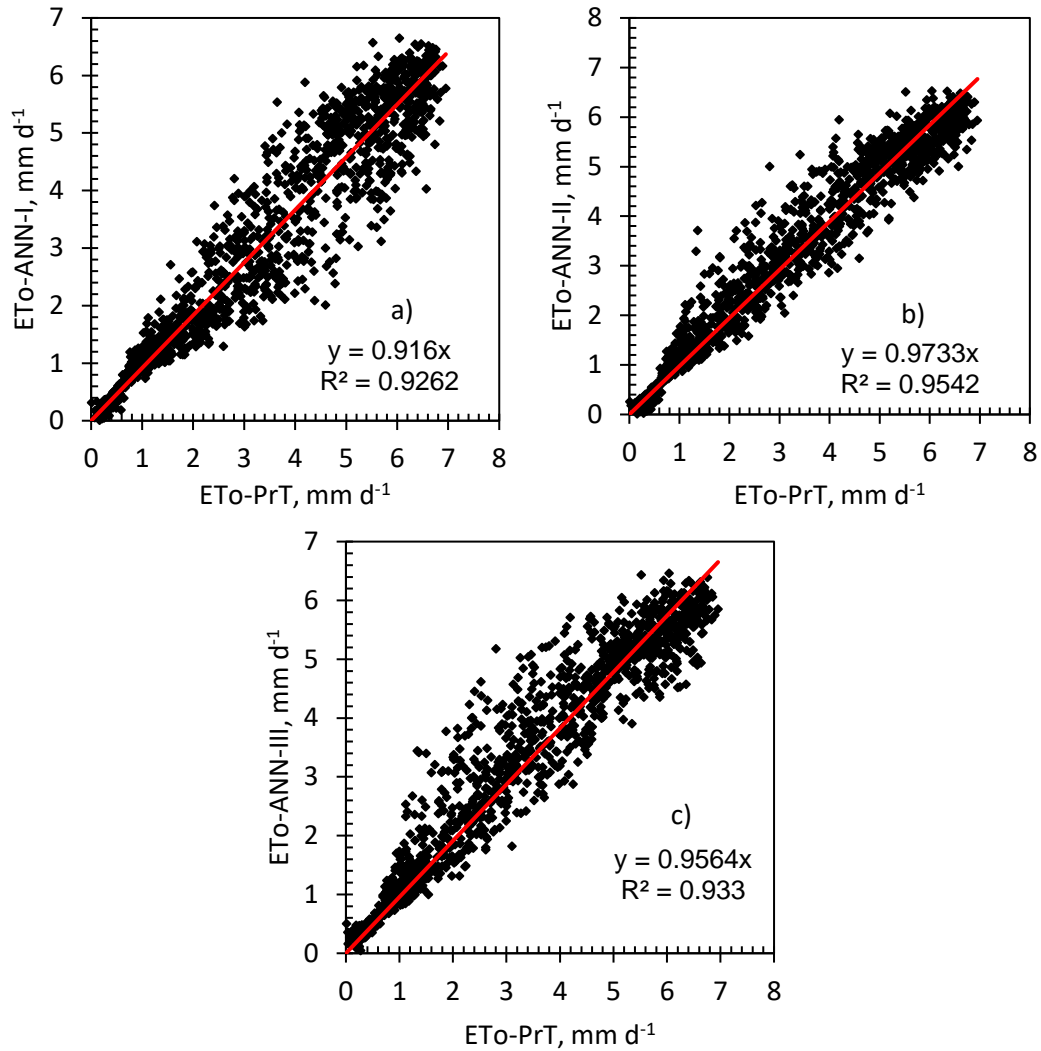 7
6
5
4
3
2
1
0
ETo-ANN-I, mm d-1
a)
y = 0.916x
R² = 0.9262
0 1 2 3 4 5 6 7 8
ETo-PrT, mm d-1
8
7
6
5
4
3
2
1
0
ETo-ANN-II, mm d-1
b)
y = 0.9733x
R² = 0.9542
0 1 2 3 4 5 6 7 8
ETo-PrT, mm d-1
7
6
5
4
3
2
1
0
ETo-ANN-III, mm d-1
c)
y = 0.9564x
R² = 0.933
0 1 2 3 4 5 6 7 8
ETo-PrT, mm d-1